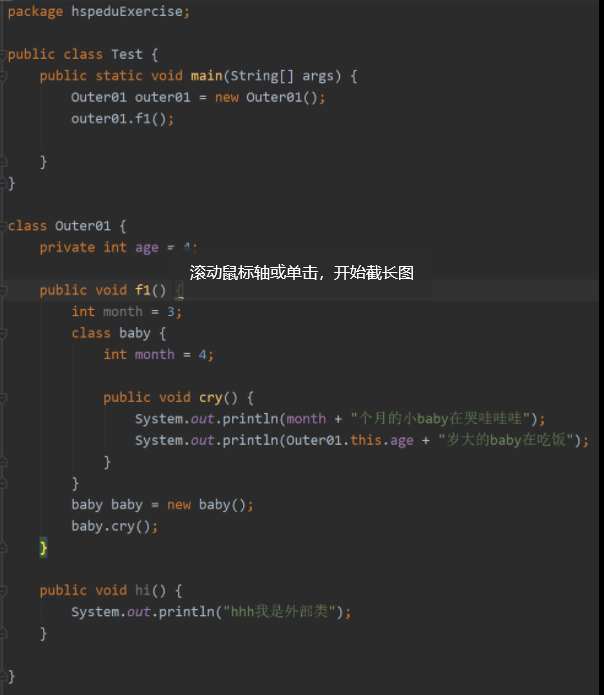 package hspeduExercise;
public class Test {
public static void main(String[] args) {
Outer01 outer01 = new Outer01();
outer01.f1();
}
}
class Outer01 {
private int age = 4;
滚动鼠标轴或单击，开始截长图
public void f1() {
int month = 3;
class baby {
int month = 4;
public void cry() {
System.out.println(month + "个月的小baby在哭哇哇哇");
System.out.println(Outer01.this.age + "岁大的baby在吃饭");
}
}
baby baby = new baby();
baby.cry();
}
public void hi() {
System.out.println("hhh我是外部类");
}
}